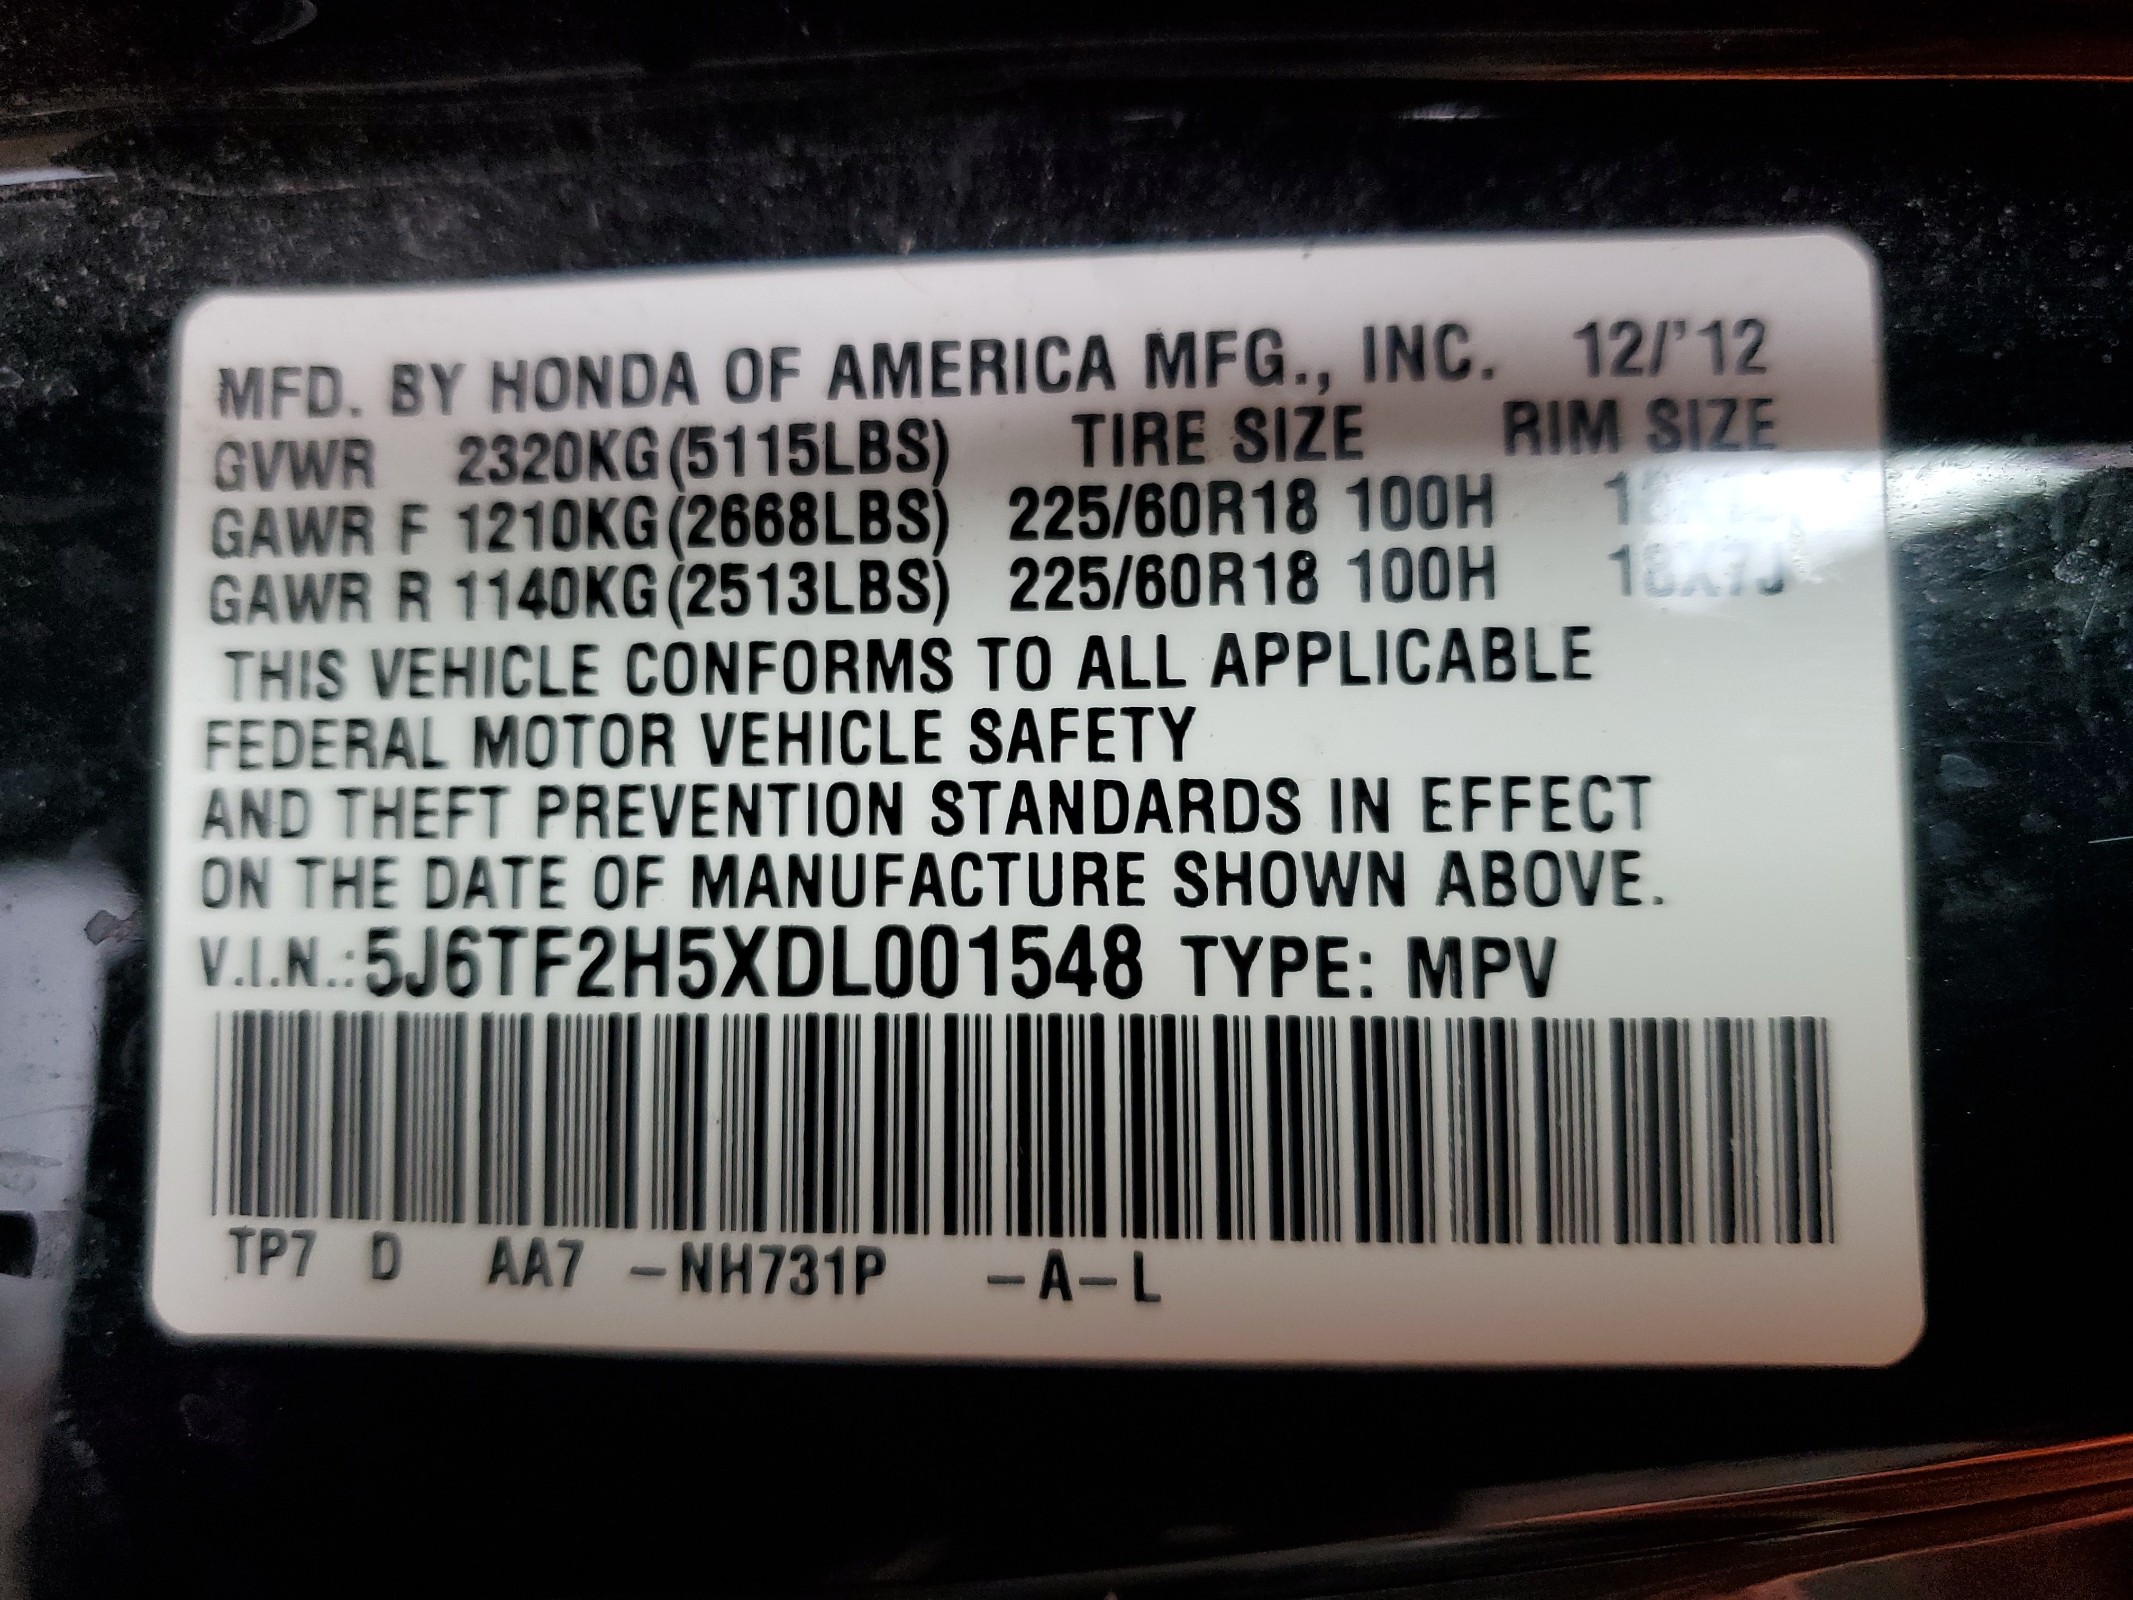 MFD. BY HONDA OF AMERICA MFG., INC. 12/'12
GVWR 2320KG(5115LBS) TIRE SIZE RIM SIZE
GAWR F 1210KG(2668LBS) 225/60R18 100H
GAWR R 1140KG(2513LBS) 225/60R18 100H 18X7J
THIS VEHICLE CONFORMS TO ALL APPLICABLE
FEDERAL MOTOR VEHICLE SAFETY
AND THEFT PREVENTION STANDARDS IN EFFECT
ON THE DATE OF MANUFACTURE SHOWN ABOVE.
V.I.N.:5J6TF2H5XDL001548 TYPE: MPV
TP7 D AA7 -NH731P -A-L